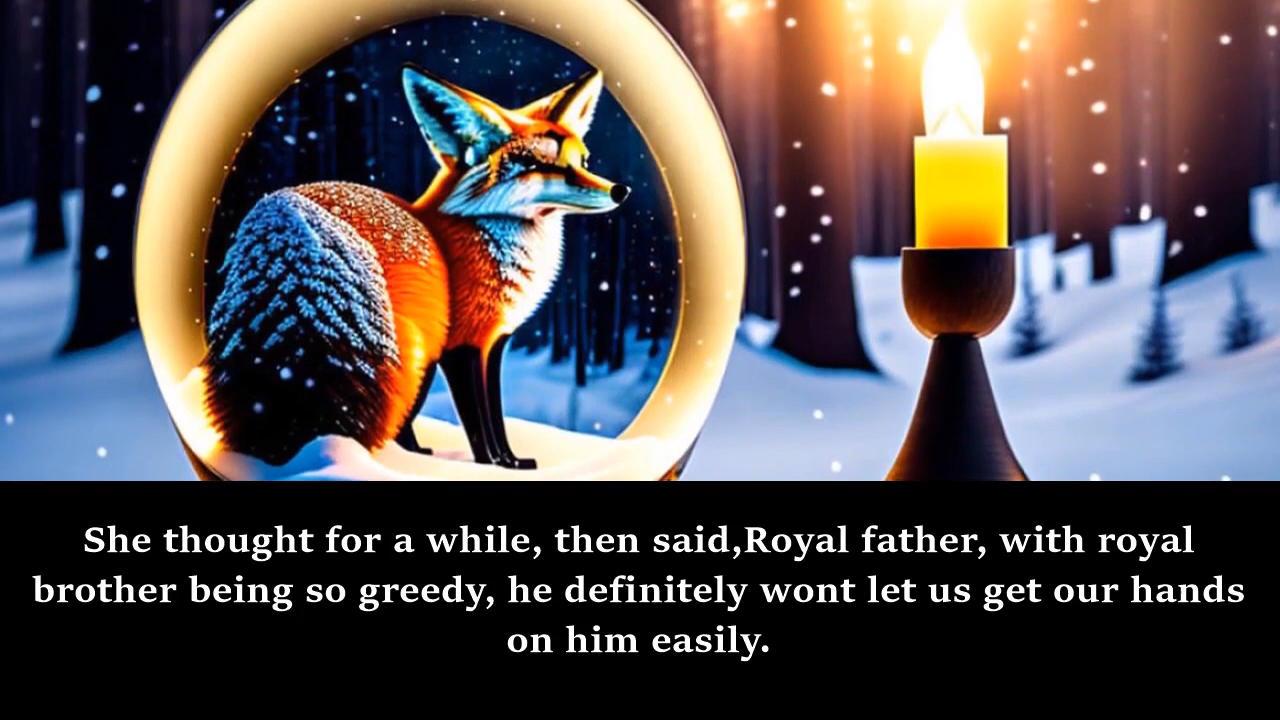 She thought for a while, then said,Royal father, with royal
brother being so greedy, he definitely wont let us get our hands
on him easily.